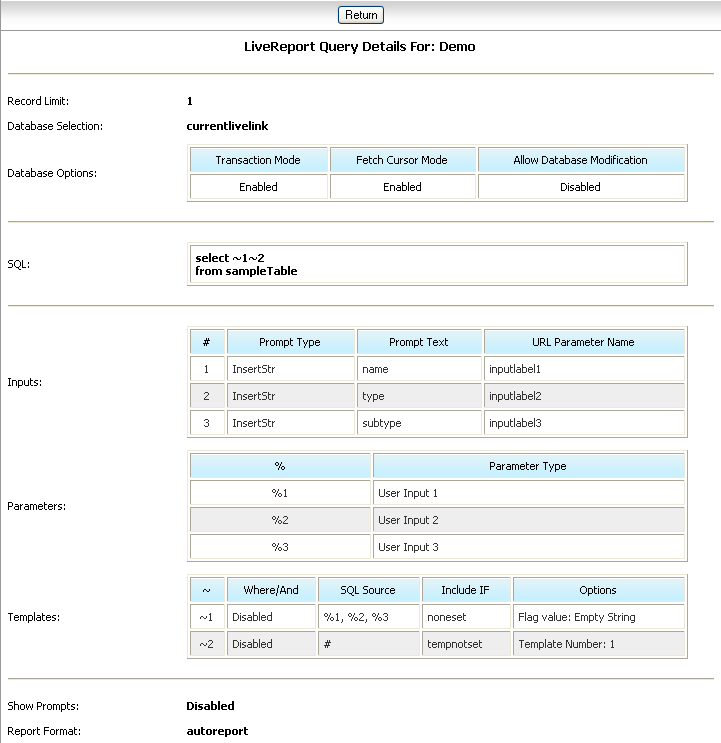 Return
LiveReport Query Details For: Demo
Record Limit: 1
Database Selection: currentlivelink
Database Options:
Transaction Mode Fetch Cursor Mode Allow Database Modification
Enabled Enabled Disabled
SQL:
select ~1~2
from sampleTable
Inputs:
# Prompt Type Prompt Text URL Parameter Name
1 InsertStr name inputlabel1
2 InsertStr type inputlabel2
3 InsertStr subtype inputlabel3
Parameters:
% Parameter Type
%1 User Input 1
%2 User Input 2
%3 User Input 3
Templates:
~ Where/And SQL Source Include IF Options
~1 Disabled %1, %2, %3 noneset Flag value: Empty String
~2 Disabled # tempnotset Template Number: 1
Show Prompts: Disabled
Report Format: autoreport